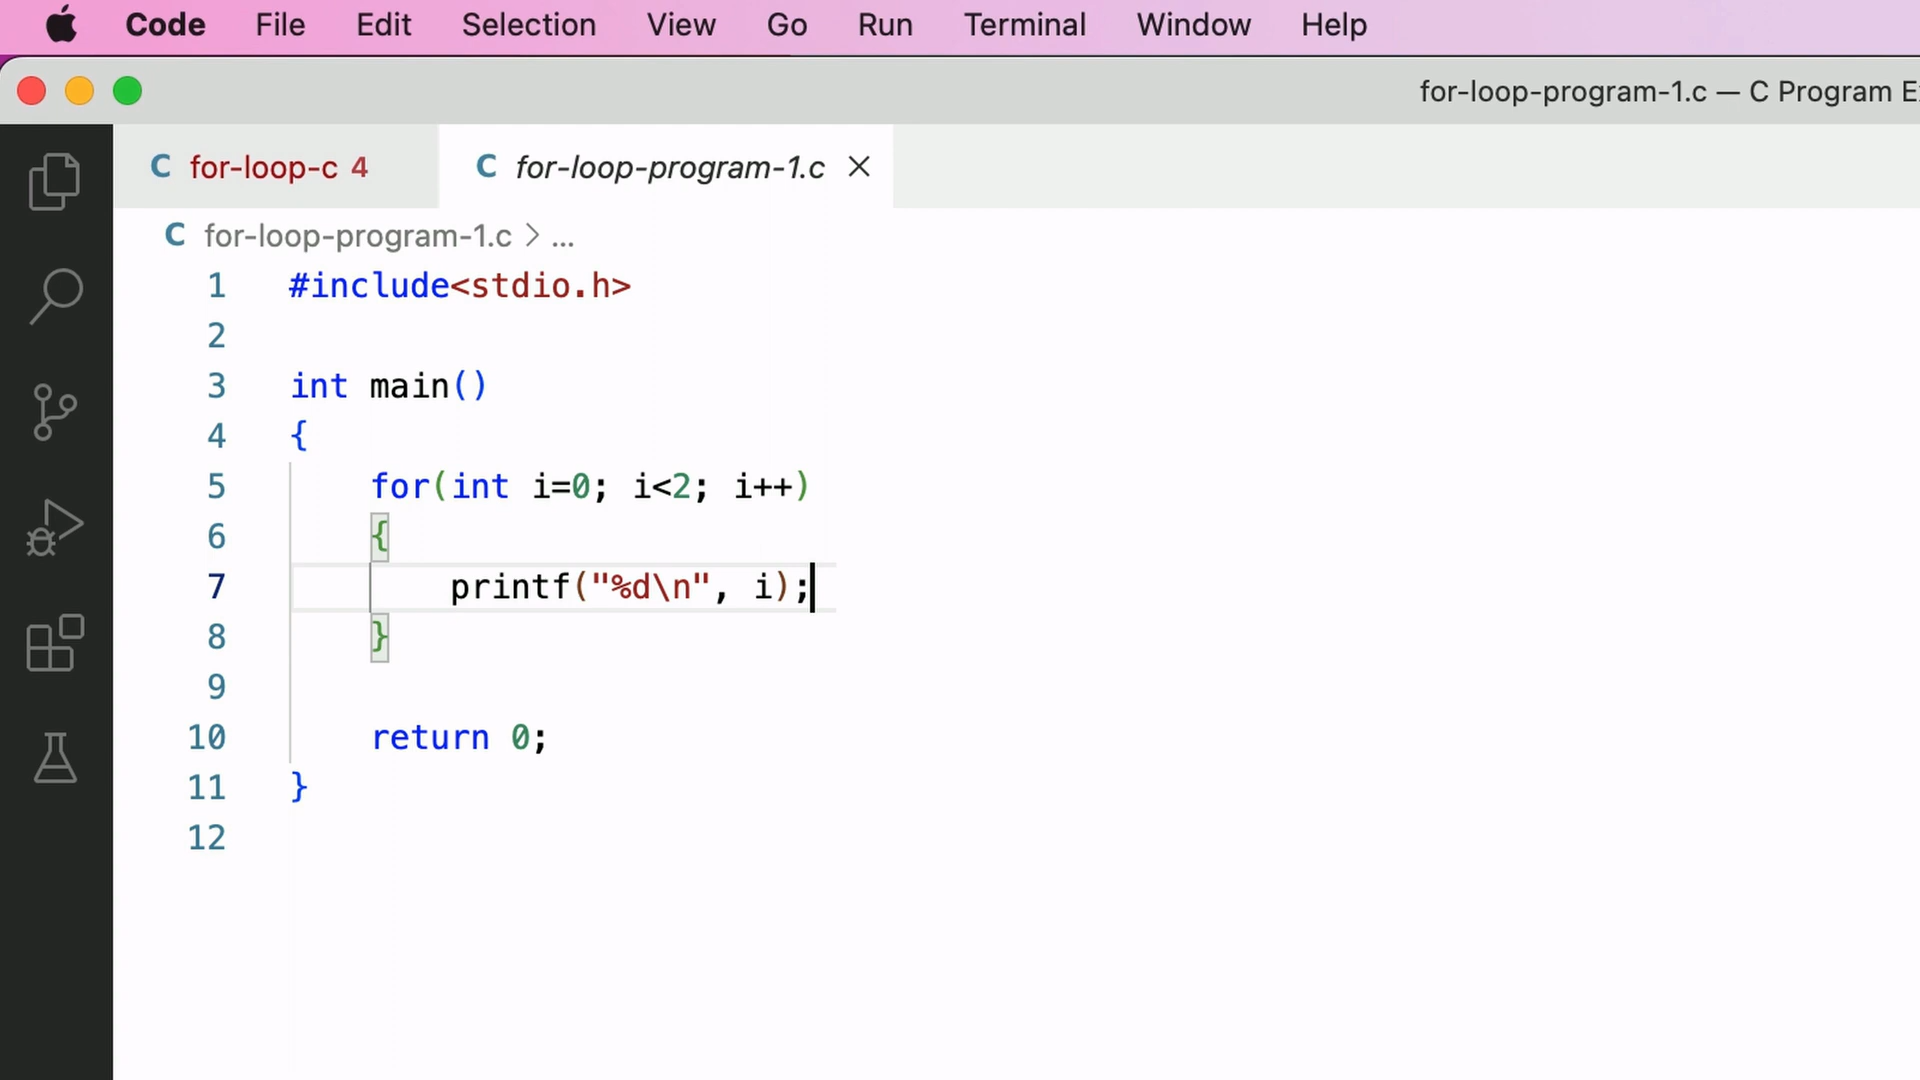 Code File Edit Selection View Go Run Terminal Window Help
for-loop-program-1.c — C Program E
C for-loop-c 4 C for-loop-program-1.c
C for-loop-program-1.c > ...
1 #include<stdio.h>
2
3 int main()
4 {
5 for(int i=0; i<2; i++)
6 {
7 printf("%d\n", i);
8 }
9
10 return 0;
11 }
12